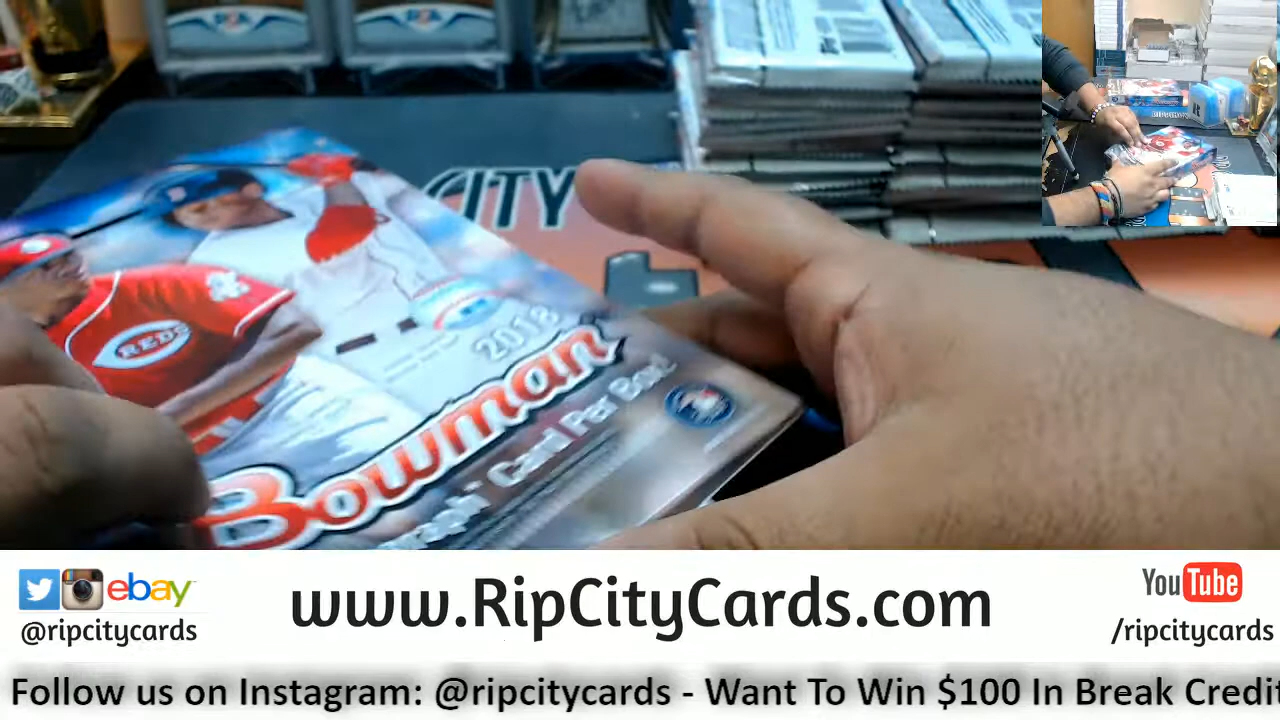 CITY
REDS
2018
Bowman
Card Per Box
ebay
@ripcitycards
www.RipCityCards.com
YouTube
/ripcitycards
Follow us on Instagram: @ripcitycards - Want To Win $100 In Break Credit